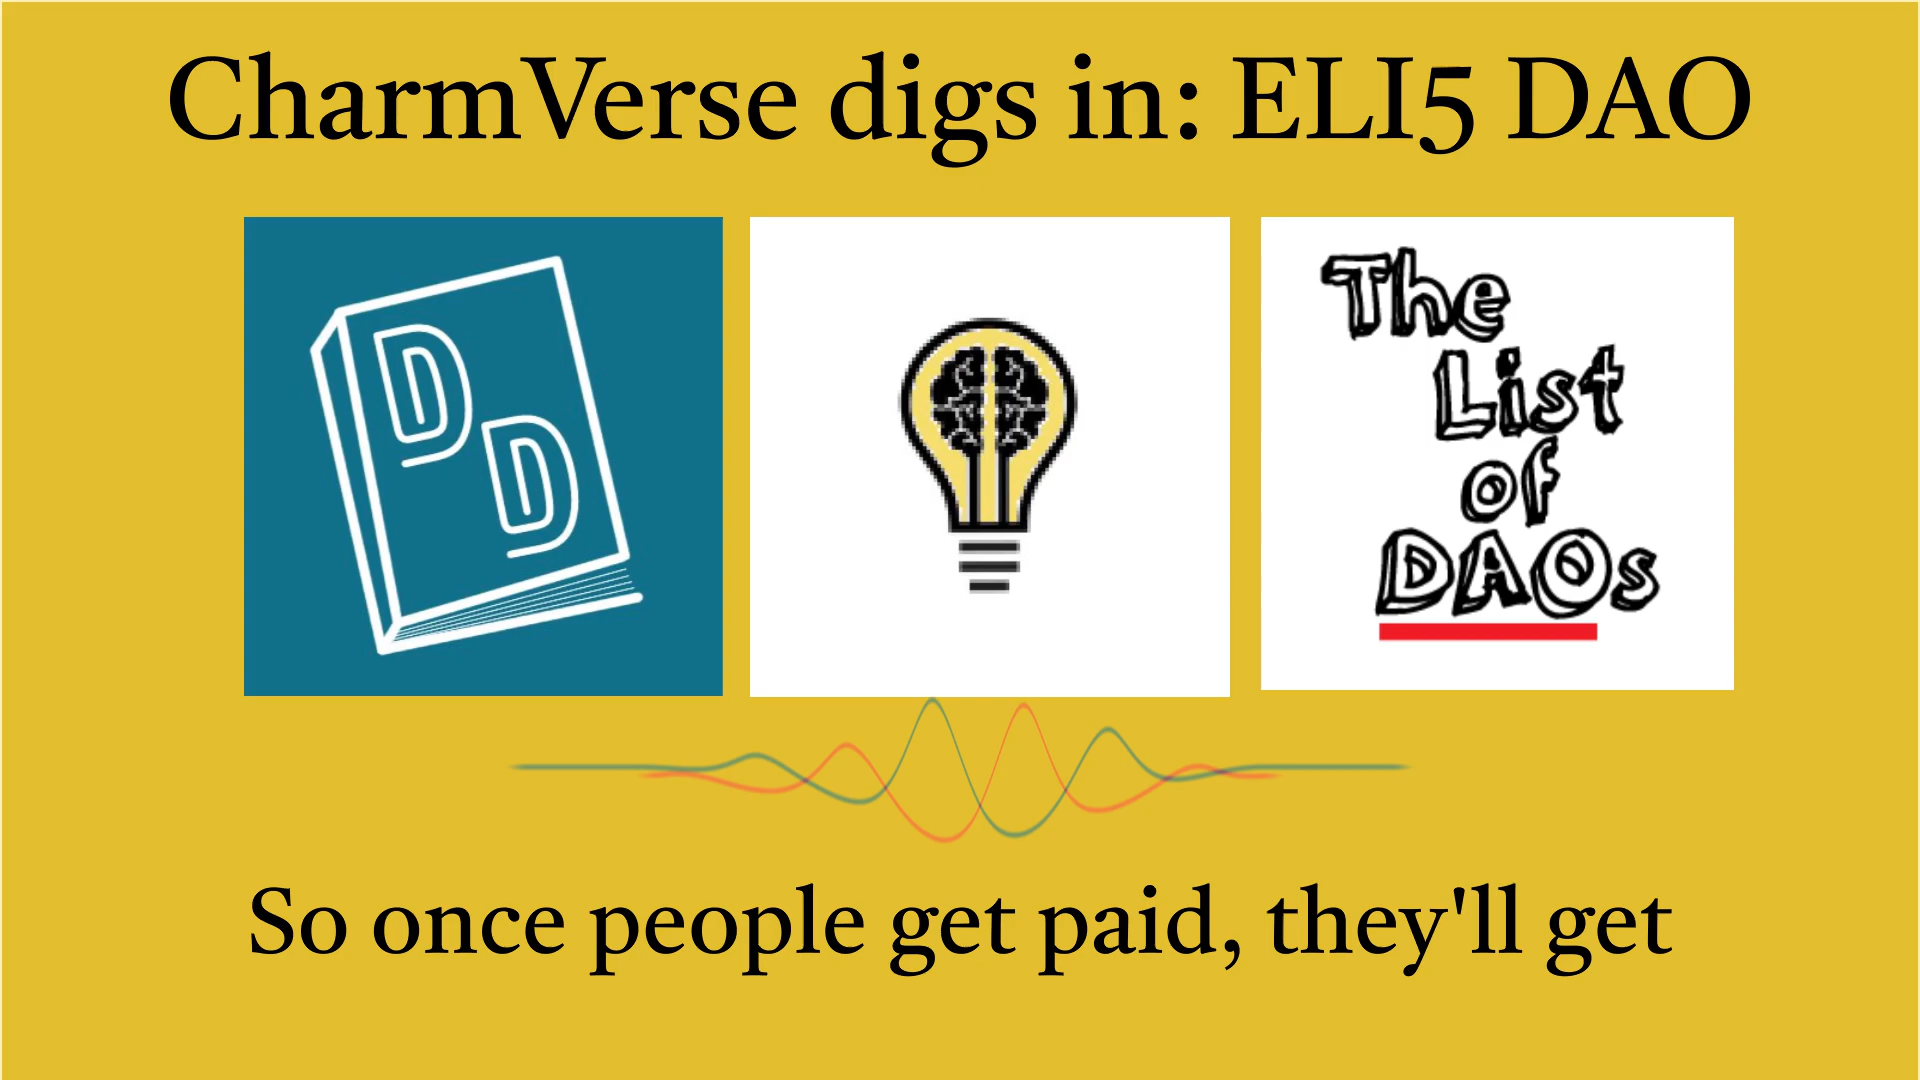 CharmVerse digs in: ELI5 DAO
DD
The
List
of
DAOs
So once people get paid, they'll get